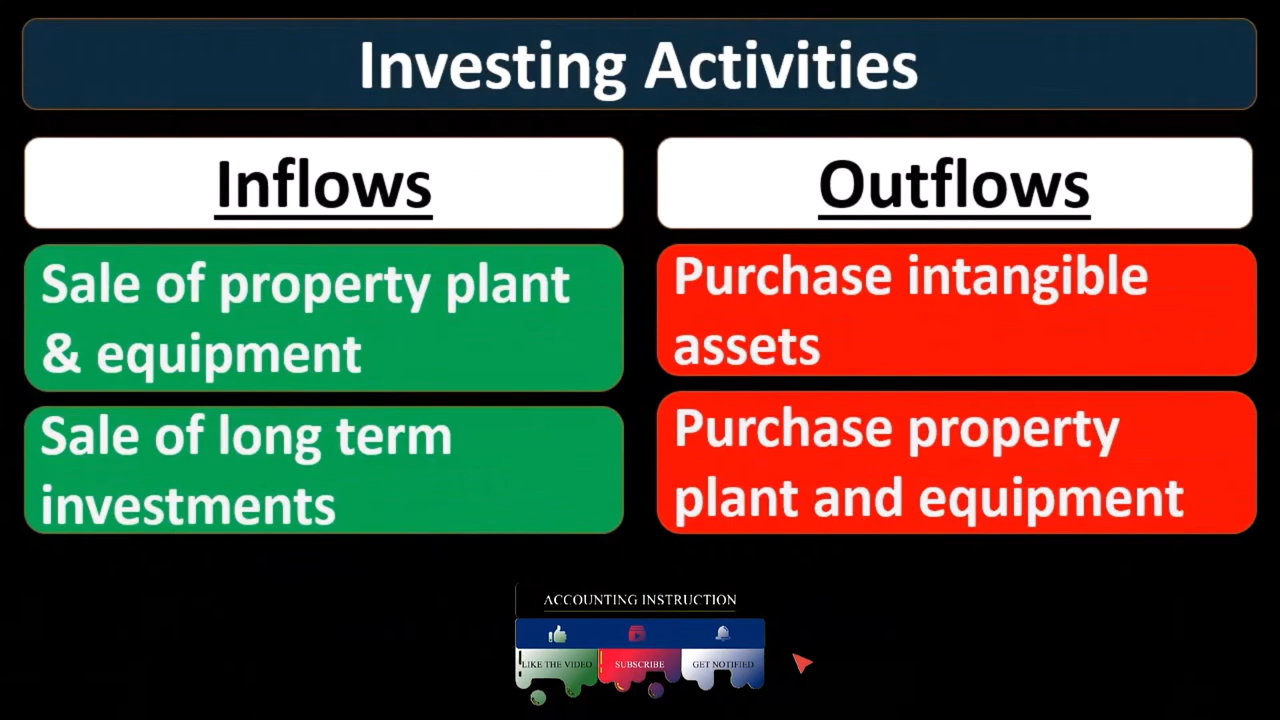 Investing Activities
Inflows
Outflows
Sale of property plant
& equipment
Purchase intangible
assets
Sale of long term
investments
Purchase property
plant and equipment
ACCOUNTING INSTRUCTION
LIKE THE VIDEO
SUBSCRIBE
GET NOTIFIED